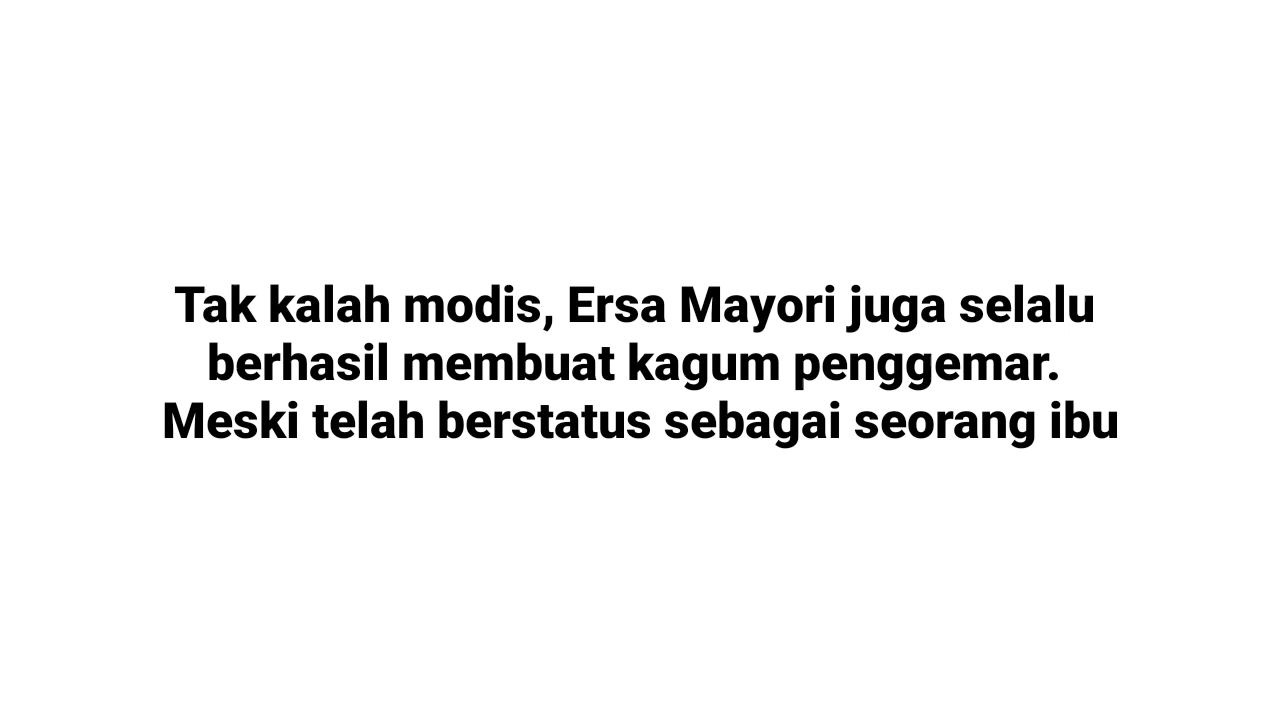 Tak kalah modis, Ersa Mayori juga selalu
berhasil membuat kagum penggemar.
Meski telah berstatus sebagai seorang ibu